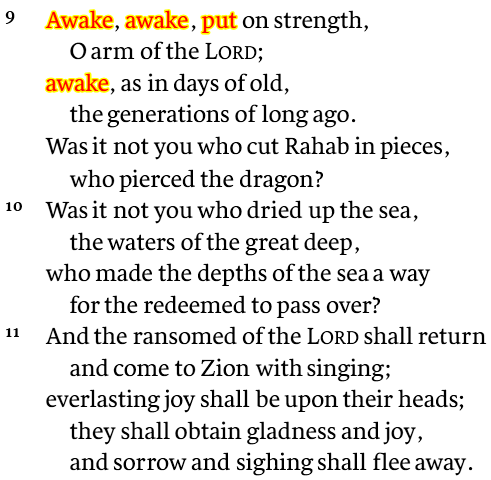 9 Awake, awake, put on strength,
O arm of the LORD;
awake, as in days of old,
the generations of long ago.
Was it not you who cut Rahab in pieces,
who pierced the dragon?
10 Was it not you who dried up the sea,
the waters of the great deep,
who made the depths of the sea a way
for the redeemed to pass over?
11 And the ransomed of the LORD shall return
and come to Zion with singing;
everlasting joy shall be upon their heads;
they shall obtain gladness and joy,
and sorrow and sighing shall flee away.